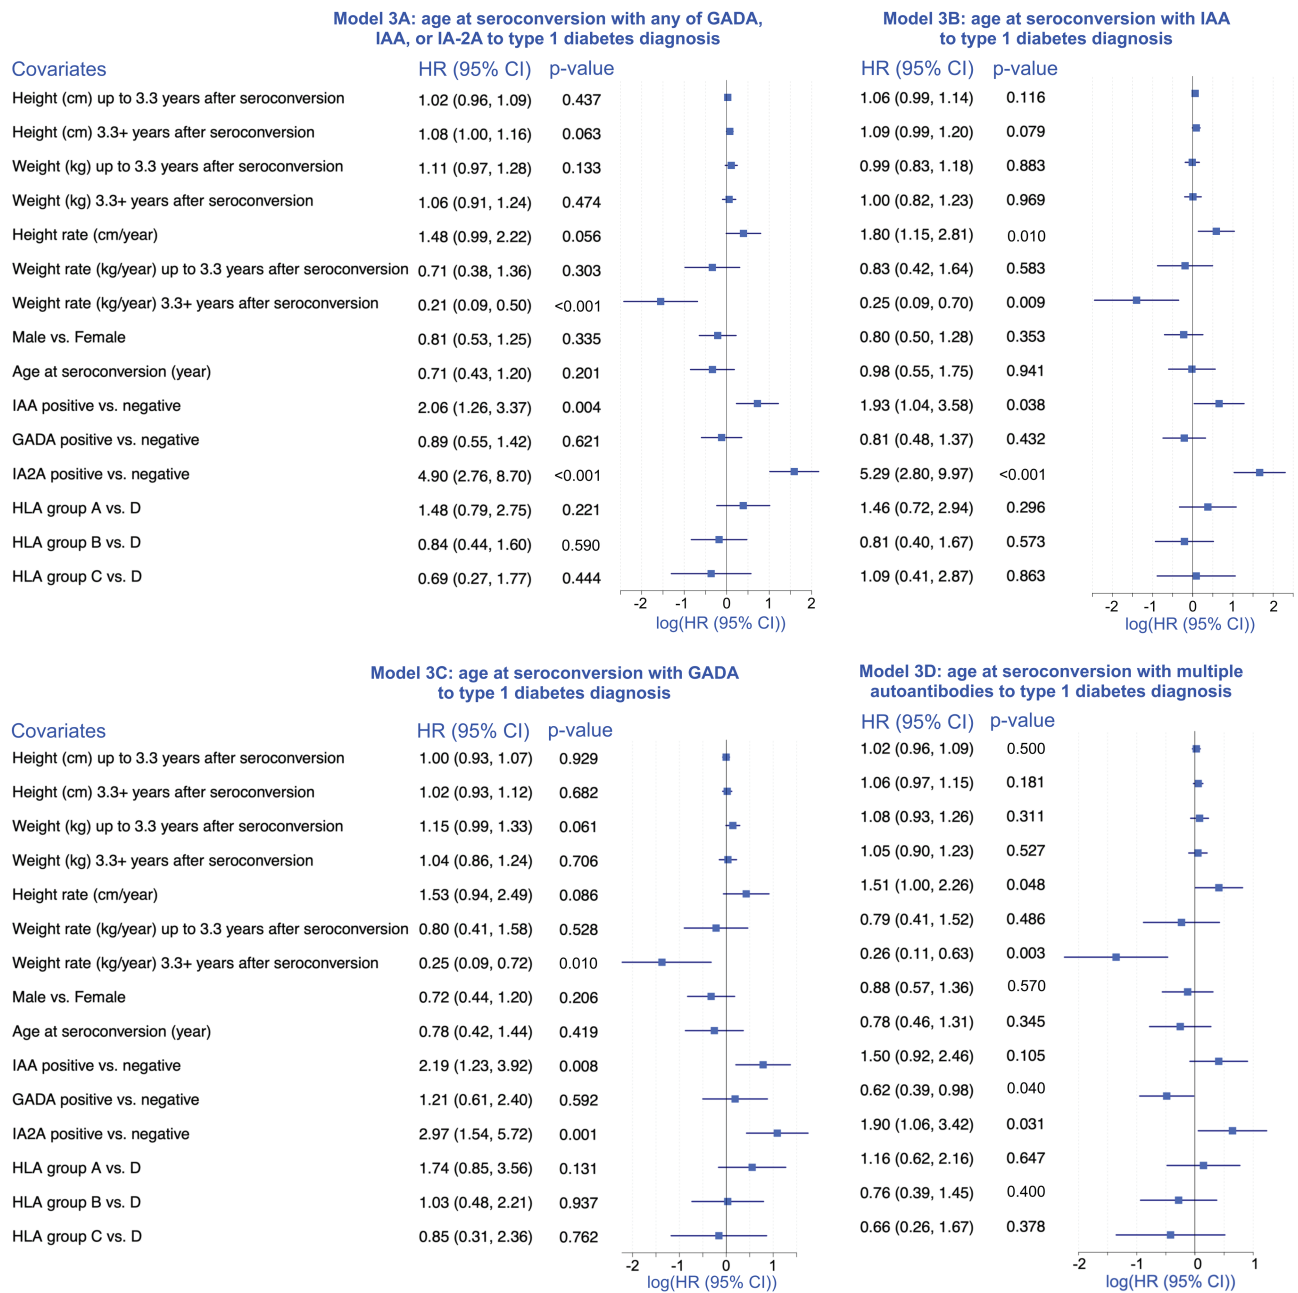 Model 3A: age at seroconversion with any of GADA,
IAA, or IA-2A to type 1 diabetes diagnosis
Covariates HR (95% CI) p-value
Height (cm) up to 3.3 years after seroconversion 1.02 (0.96, 1.09) 0.437
Height (cm) 3.3+ years after seroconversion 1.08 (1.00, 1.16) 0.063
Weight (kg) up to 3.3 years after seroconversion 1.11 (0.97, 1.28) 0.133
Weight (kg) 3.3+ years after seroconversion 1.06 (0.91, 1.24) 0.474
Height rate (cm/year) 1.48 (0.99, 2.22) 0.056
Weight rate (kg/year) up to 3.3 years after seroconversion 0.71 (0.38, 1.36) 0.303
Weight rate (kg/year) 3.3+ years after seroconversion 0.21 (0.09, 0.50) <0.001
Male vs. Female 0.81 (0.53, 1.25) 0.335
Age at seroconversion (year) 0.71 (0.43, 1.20) 0.201
IAA positive vs. negative 2.06 (1.26, 3.37) 0.004
GADA positive vs. negative 0.89 (0.55, 1.42) 0.621
IA2A positive vs. negative 4.90 (2.76, 8.70) <0.001
HLA group A vs. D 1.48 (0.79, 2.75) 0.221
HLA group B vs. D 0.84 (0.44, 1.60) 0.590
HLA group C vs. D 0.69 (0.27, 1.77) 0.444
-2 -1 0 1 2
log(HR (95% CI))
Model 3B: age at seroconversion with IAA
to type 1 diabetes diagnosis
HR (95% CI) p-value
1.06 (0.99, 1.14) 0.116
1.09 (0.99, 1.20) 0.079
0.99 (0.83, 1.18) 0.883
1.00 (0.82, 1.23) 0.969
1.80 (1.15, 2.81) 0.010
0.83 (0.42, 1.64) 0.583
0.25 (0.09, 0.70) 0.009
0.80 (0.50, 1.28) 0.353
0.98 (0.55, 1.75) 0.941
1.93 (1.04, 3.58) 0.038
0.81 (0.48, 1.37) 0.432
5.29 (2.80, 9.97) <0.001
1.46 (0.72, 2.94) 0.296
0.81 (0.40, 1.67) 0.573
1.09 (0.41, 2.87) 0.863
-2 -1 0 1 2
log(HR (95% CI))
Model 3C: age at seroconversion with GADA
to type 1 diabetes diagnosis
Covariates HR (95% CI) p-value
Height (cm) up to 3.3 years after seroconversion 1.00 (0.93, 1.07) 0.929
Height (cm) 3.3+ years after seroconversion 1.02 (0.93, 1.12) 0.682
Weight (kg) up to 3.3 years after seroconversion 1.15 (0.99, 1.33) 0.061
Weight (kg) 3.3+ years after seroconversion 1.04 (0.86, 1.24) 0.706
Height rate (cm/year) 1.53 (0.94, 2.49) 0.086
Weight rate (kg/year) up to 3.3 years after seroconversion 0.80 (0.41, 1.58) 0.528
Weight rate (kg/year) 3.3+ years after seroconversion 0.25 (0.09, 0.72) 0.010
Male vs. Female 0.72 (0.44, 1.20) 0.206
Age at seroconversion (year) 0.78 (0.42, 1.44) 0.419
IAA positive vs. negative 2.19 (1.23, 3.92) 0.008
GADA positive vs. negative 1.21 (0.61, 2.40) 0.592
IA2A positive vs. negative 2.97 (1.54, 5.72) 0.001
HLA group A vs. D 1.74 (0.85, 3.56) 0.131
HLA group B vs. D 1.03 (0.48, 2.21) 0.937
HLA group C vs. D 0.85 (0.31, 2.36) 0.762
-2 -1 0 1
log(HR (95% CI))
Model 3D: age at seroconversion with multiple
autoantibodies to type 1 diabetes diagnosis
HR (95% CI) p-value
1.02 (0.96, 1.09) 0.500
1.06 (0.97, 1.15) 0.181
1.08 (0.93, 1.26) 0.311
1.05 (0.90, 1.23) 0.527
1.51 (1.00, 2.26) 0.048
0.79 (0.41, 1.52) 0.486
0.26 (0.11, 0.63) 0.003
0.88 (0.57, 1.36) 0.570
0.78 (0.46, 1.31) 0.345
1.50 (0.92, 2.46) 0.105
0.62 (0.39, 0.98) 0.040
1.90 (1.06, 3.42) 0.031
1.16 (0.62, 2.16) 0.647
0.76 (0.39, 1.45) 0.400
0.66 (0.26, 1.67) 0.378
-2 -1 0 1
log(HR (95% CI))